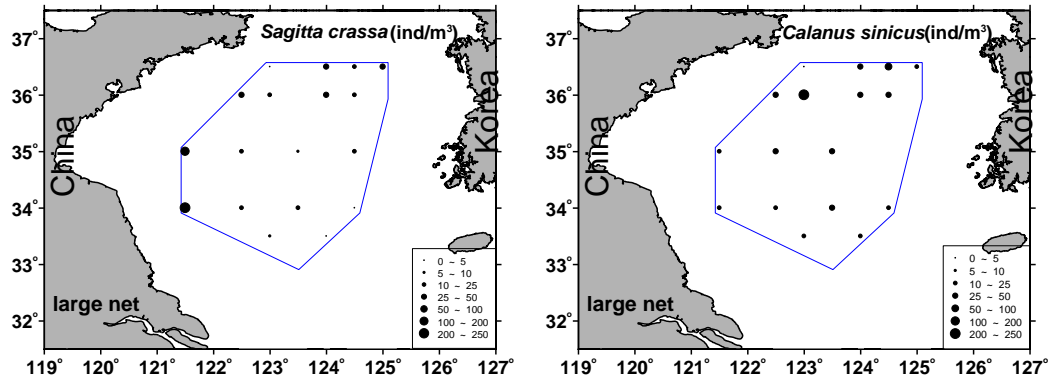 Sagitta crassa (ind/m³)
37°
36°
35°
34°
33°
32°
China
Korea
large net
0 ~ 5
5 ~ 10
10 ~ 25
25 ~ 50
50 ~ 100
100 ~ 200
200 ~ 250
119° 120° 121° 122° 123° 124° 125° 126° 127°
Calanus sinicus(ind/m³)
37°
36°
35°
34°
33°
32°
China
Korea
large net
0 ~ 5
5 ~ 10
10 ~ 25
25 ~ 50
50 ~ 100
100 ~ 200
200 ~ 250
119° 120° 121° 122° 123° 124° 125° 126° 127°